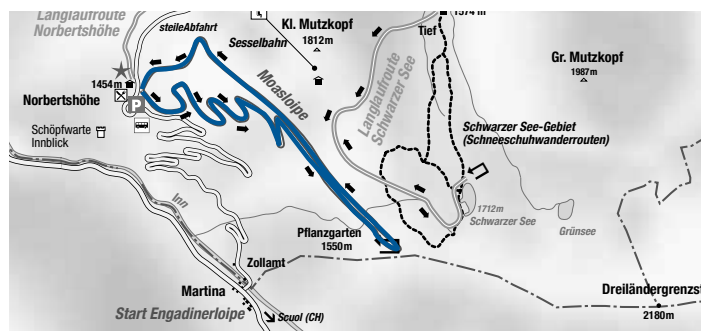 Langlaufroute
Norbertshöhe
steileAbfahrt
Sesselbahn
Kl. Mutzkopf
1812m
1574 m
Tief
Gr. Mutzkopf
1987m
1454m
Norbertshöhe
P
Moasloipe
Langlaufroute
Schwarzer See
Schöpfwarte
Innblick
Schwarzer See-Gebiet
(Schneeschuhwanderrouten)
Inn
1712m
Schwarzer See
Grünsee
Pflanzgarten
1550m
Zollamt
Martina
Dreiländergrenzst
2180m
Start Engadinerloipe
Scuol (CH)